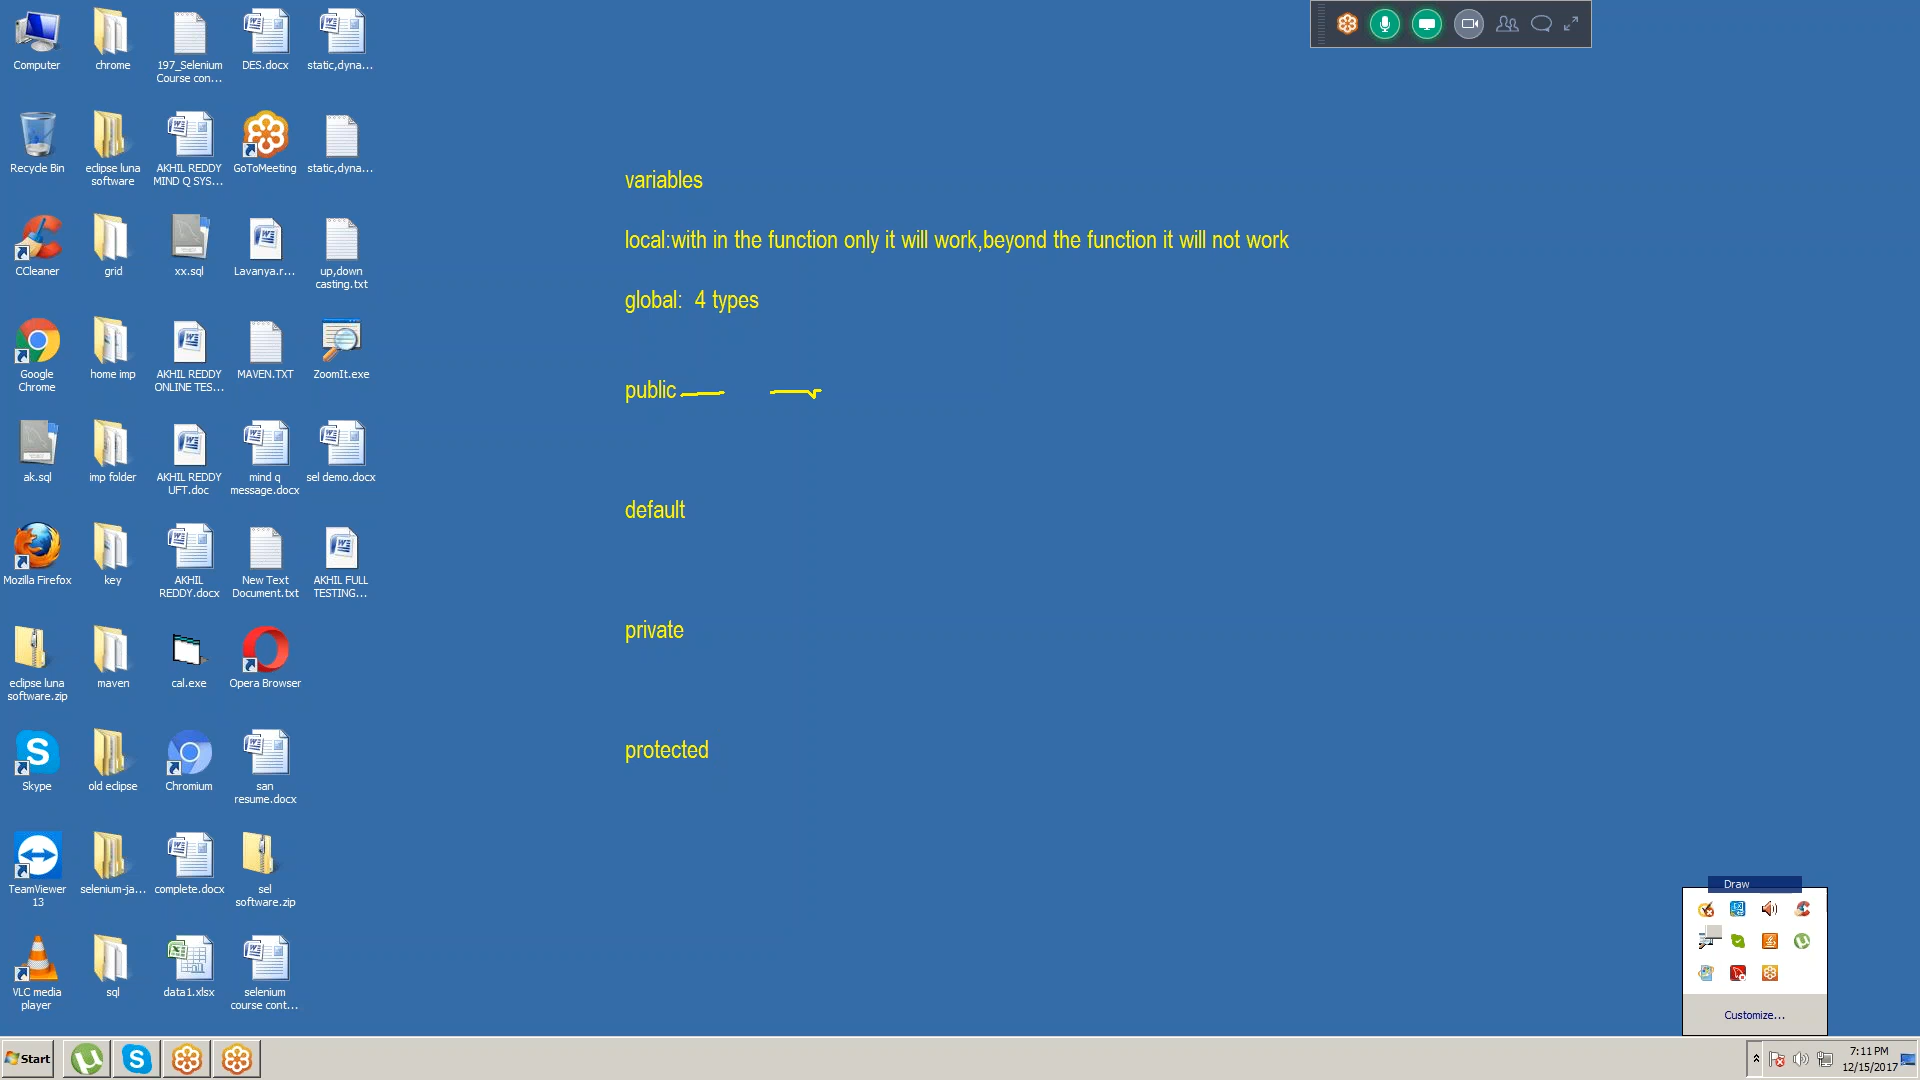 Computer
chrome
197_Selenium
Course con...
DES.docx
static,dyna...
Recycle Bin
eclipse luna
software
AKHIL REDDY
MIND Q SYS...
GoToMeeting
static,dyna...
CCleaner
grid
xx.sql
Lavanya.r...
up,down
casting.txt
Google
Chrome
home imp
AKHIL REDDY
ONLINE TES...
MAVEN.TXT
ZoomIt.exe
ak.sql
imp folder
AKHIL REDDY
UFT.doc
mind q
message.docx
sel demo.docx
Mozilla Firefox
key
AKHIL
REDDY.docx
New Text
Document.txt
AKHIL FULL
TESTING...
eclipse luna
software.zip
maven
cal.exe
Opera Browser
Skype
old eclipse
Chromium
san
resume.docx
TeamViewer
13
selenium-ja...
complete.docx
sel
software.zip
VLC media
player
sql
data1.xlsx
selenium
course cont...
variables
local:with in the function only it will work,beyond the function it will not work
global: 4 types
public
default
private
protected
Draw
Customize...
Start
7:11 PM
12/15/2017